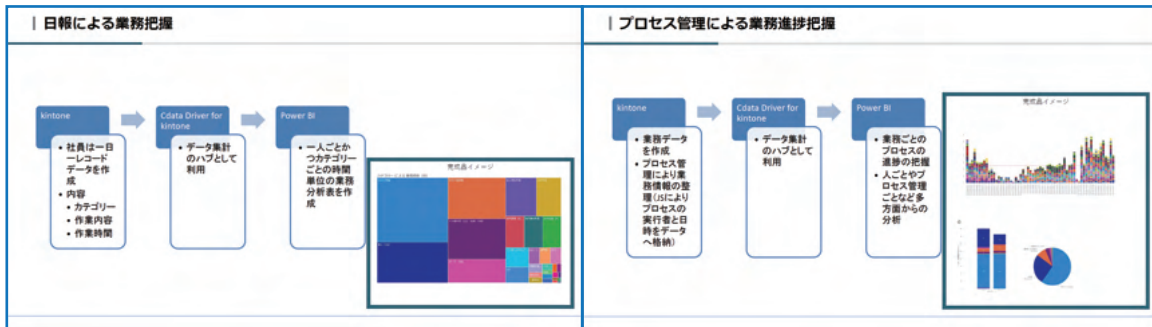 日報による業務把握
kintone
• 社員は一日
一レコード
データを作
成
• 内容
• カテゴリー
• 作業内容
• 作業時間
Cdata Driver for
kintone
• データ集計
のハブとして
利用
Power BI
• 一人ごとか
つカテゴリー
ごとの時間
単位の業務
分析表を作
成
完成品イメージ
プロセス管理による業務進捗把握
kintone
• 業務データ
を作成
• プロセス管
理により業
務情報の整
理(JSにより
プロセスの
実行者と日
時をデータ
へ格納)
Cdata Driver for
kintone
• データ集計
のハブとして
利用
Power BI
• 業務ごとの
プロセスの
進捗の把握
• 人ごとやプ
ロセス管理
ごとなど多
方面からの
分析
完成品イメージ